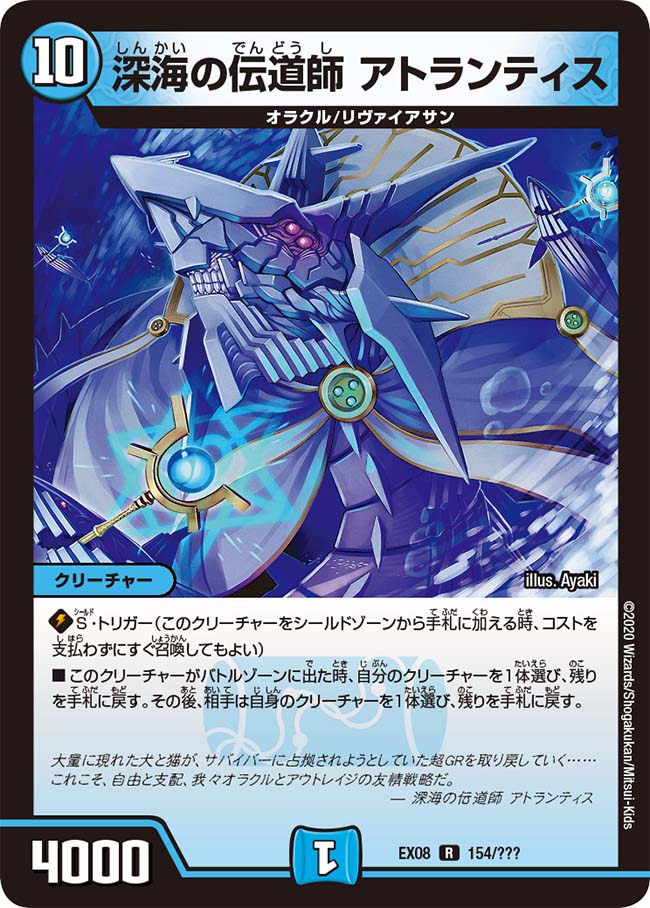 10
しんかい でんどうし
深海の伝道師 アトランティス
オラクル/リヴァイアサン
クリーチャー
illus. Ayaki
S・トリガー(このクリーチャーをシールドゾーンから手札に加える時、コストを
支払わずにすぐ召喚してもよい)
■このクリーチャーがバトルゾーンに出た時、自分のクリーチャーを1体選び、残り
を手札に戻す。その後、相手は自身のクリーチャーを1体選び、残りを手札に戻す。
大量に現れた犬と猫が、サバイバーに占拠されようとしていた超GRを取り戻していく……
これこそ、自由と支配、我々オラクルとアウトレイジの友情戦略だ。
— 深海の伝道師 アトランティス
4000
1
EX08 R 154/???
©2020 Wizards/Shogakukan/Mitsui-Kids